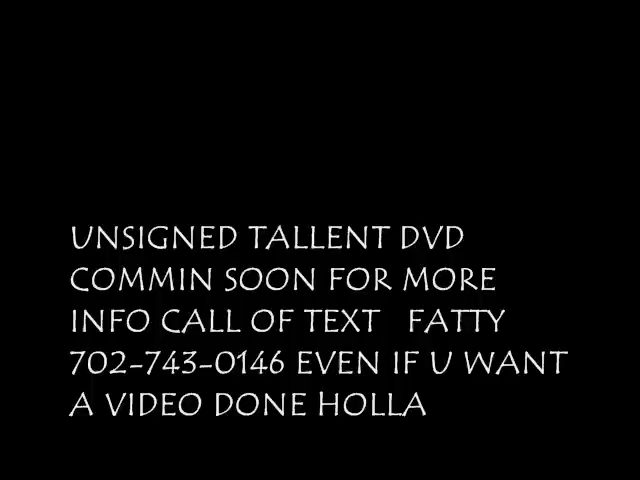 UNSIGNED TALLENT DVD
COMMIN SOON FOR MORE
INFO CALL OF TEXT   FATTY
702-743-0146 EVEN IF U WANT
A VIDEO DONE HOLLA